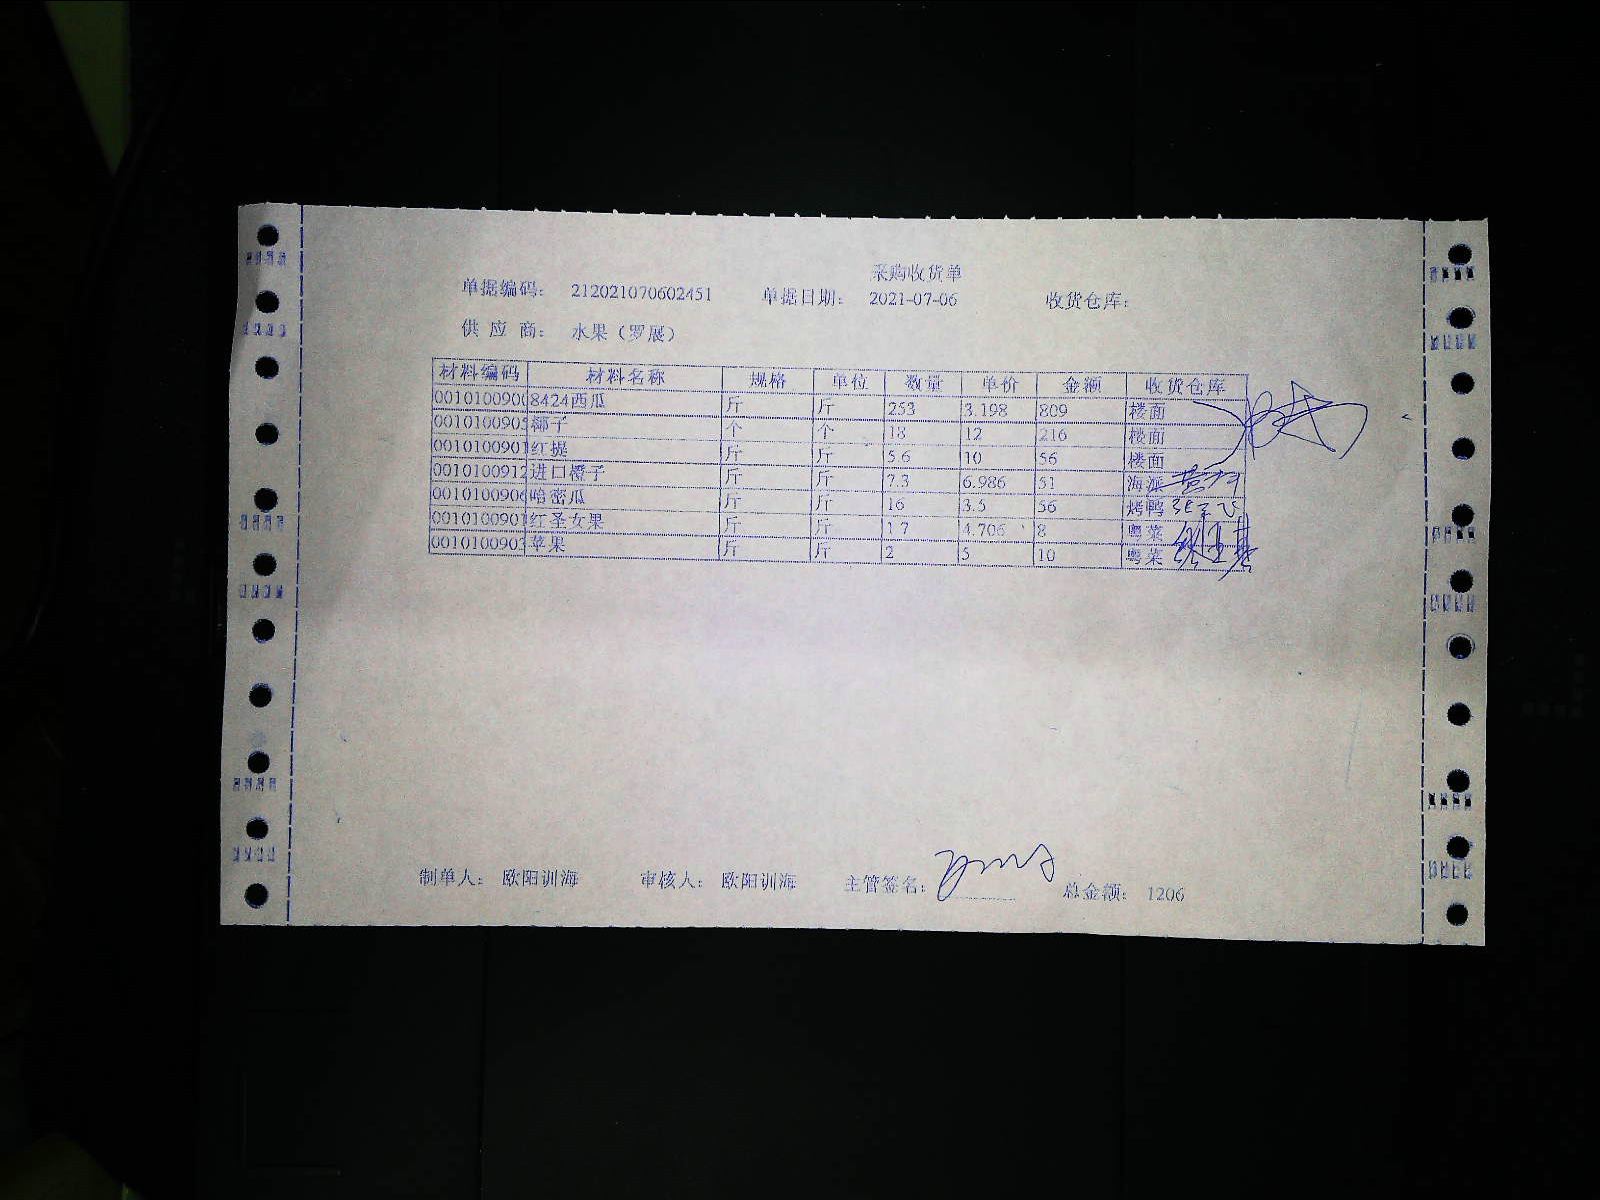 采购收货单
单据编码： 212021070602451 单据日期： 2021-07-06 收货仓库：
供 应 商： 水果（罗展）
材料编码 材料名称 规格 单位 数量 单价 金额 收货仓库
0010100900 8424西瓜 斤 斤 253 3.198 809 楼面
0010100905 椰子 个 个 18 12 216 楼面
0010100901 红提 斤 斤 5.6 10 56 楼面
0010100912 进口橙子 斤 斤 7.3 6.986 51 海派
0010100906 哈密瓜 斤 斤 16 3.5 56 烤鸭
0010100901 红圣女果 斤 斤 1.7 4.706 8 粤菜
0010100903 苹果 斤 斤 2 5 10 粤菜
制单人： 欧阳训海 审核人： 欧阳训海 主管签名： 总金额： 1206